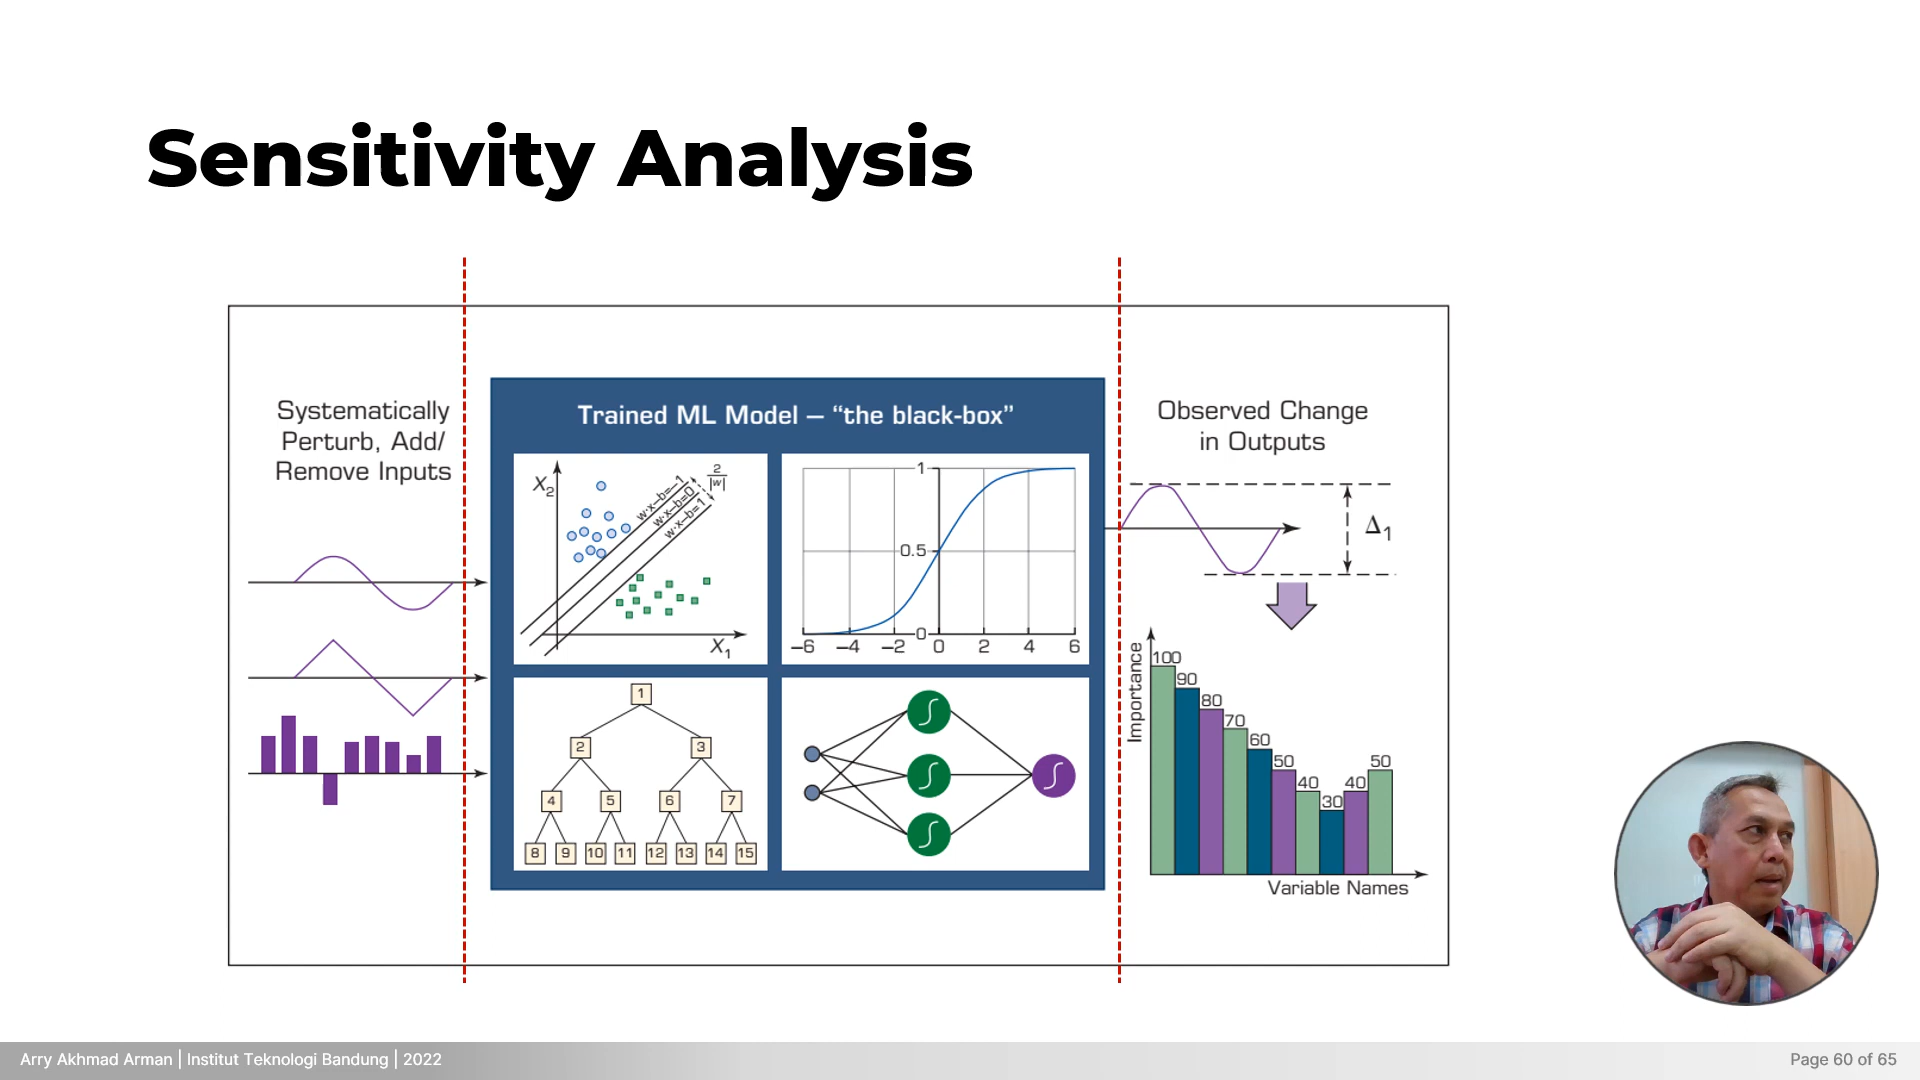 Sensitivity Analysis
Systematically
Perturb, Add/
Remove Inputs
Trained ML Model – “the black-box”
X2
w·x–b=–1
w·x–b=0
w·x–b=1
2
|w|
X1
1
0.5
0
–6 –4 –2 0 2 4 6
1
2 3
4 5 6 7
8 9 10 11 12 13 14 15
∫
∫
∫
∫
Observed Change
in Outputs
Δ1
Importance
100
90
80
70
60
50
40
30
40
50
Variable Names
Arry Akhmad Arman | Institut Teknologi Bandung | 2022
Page 60 of 65